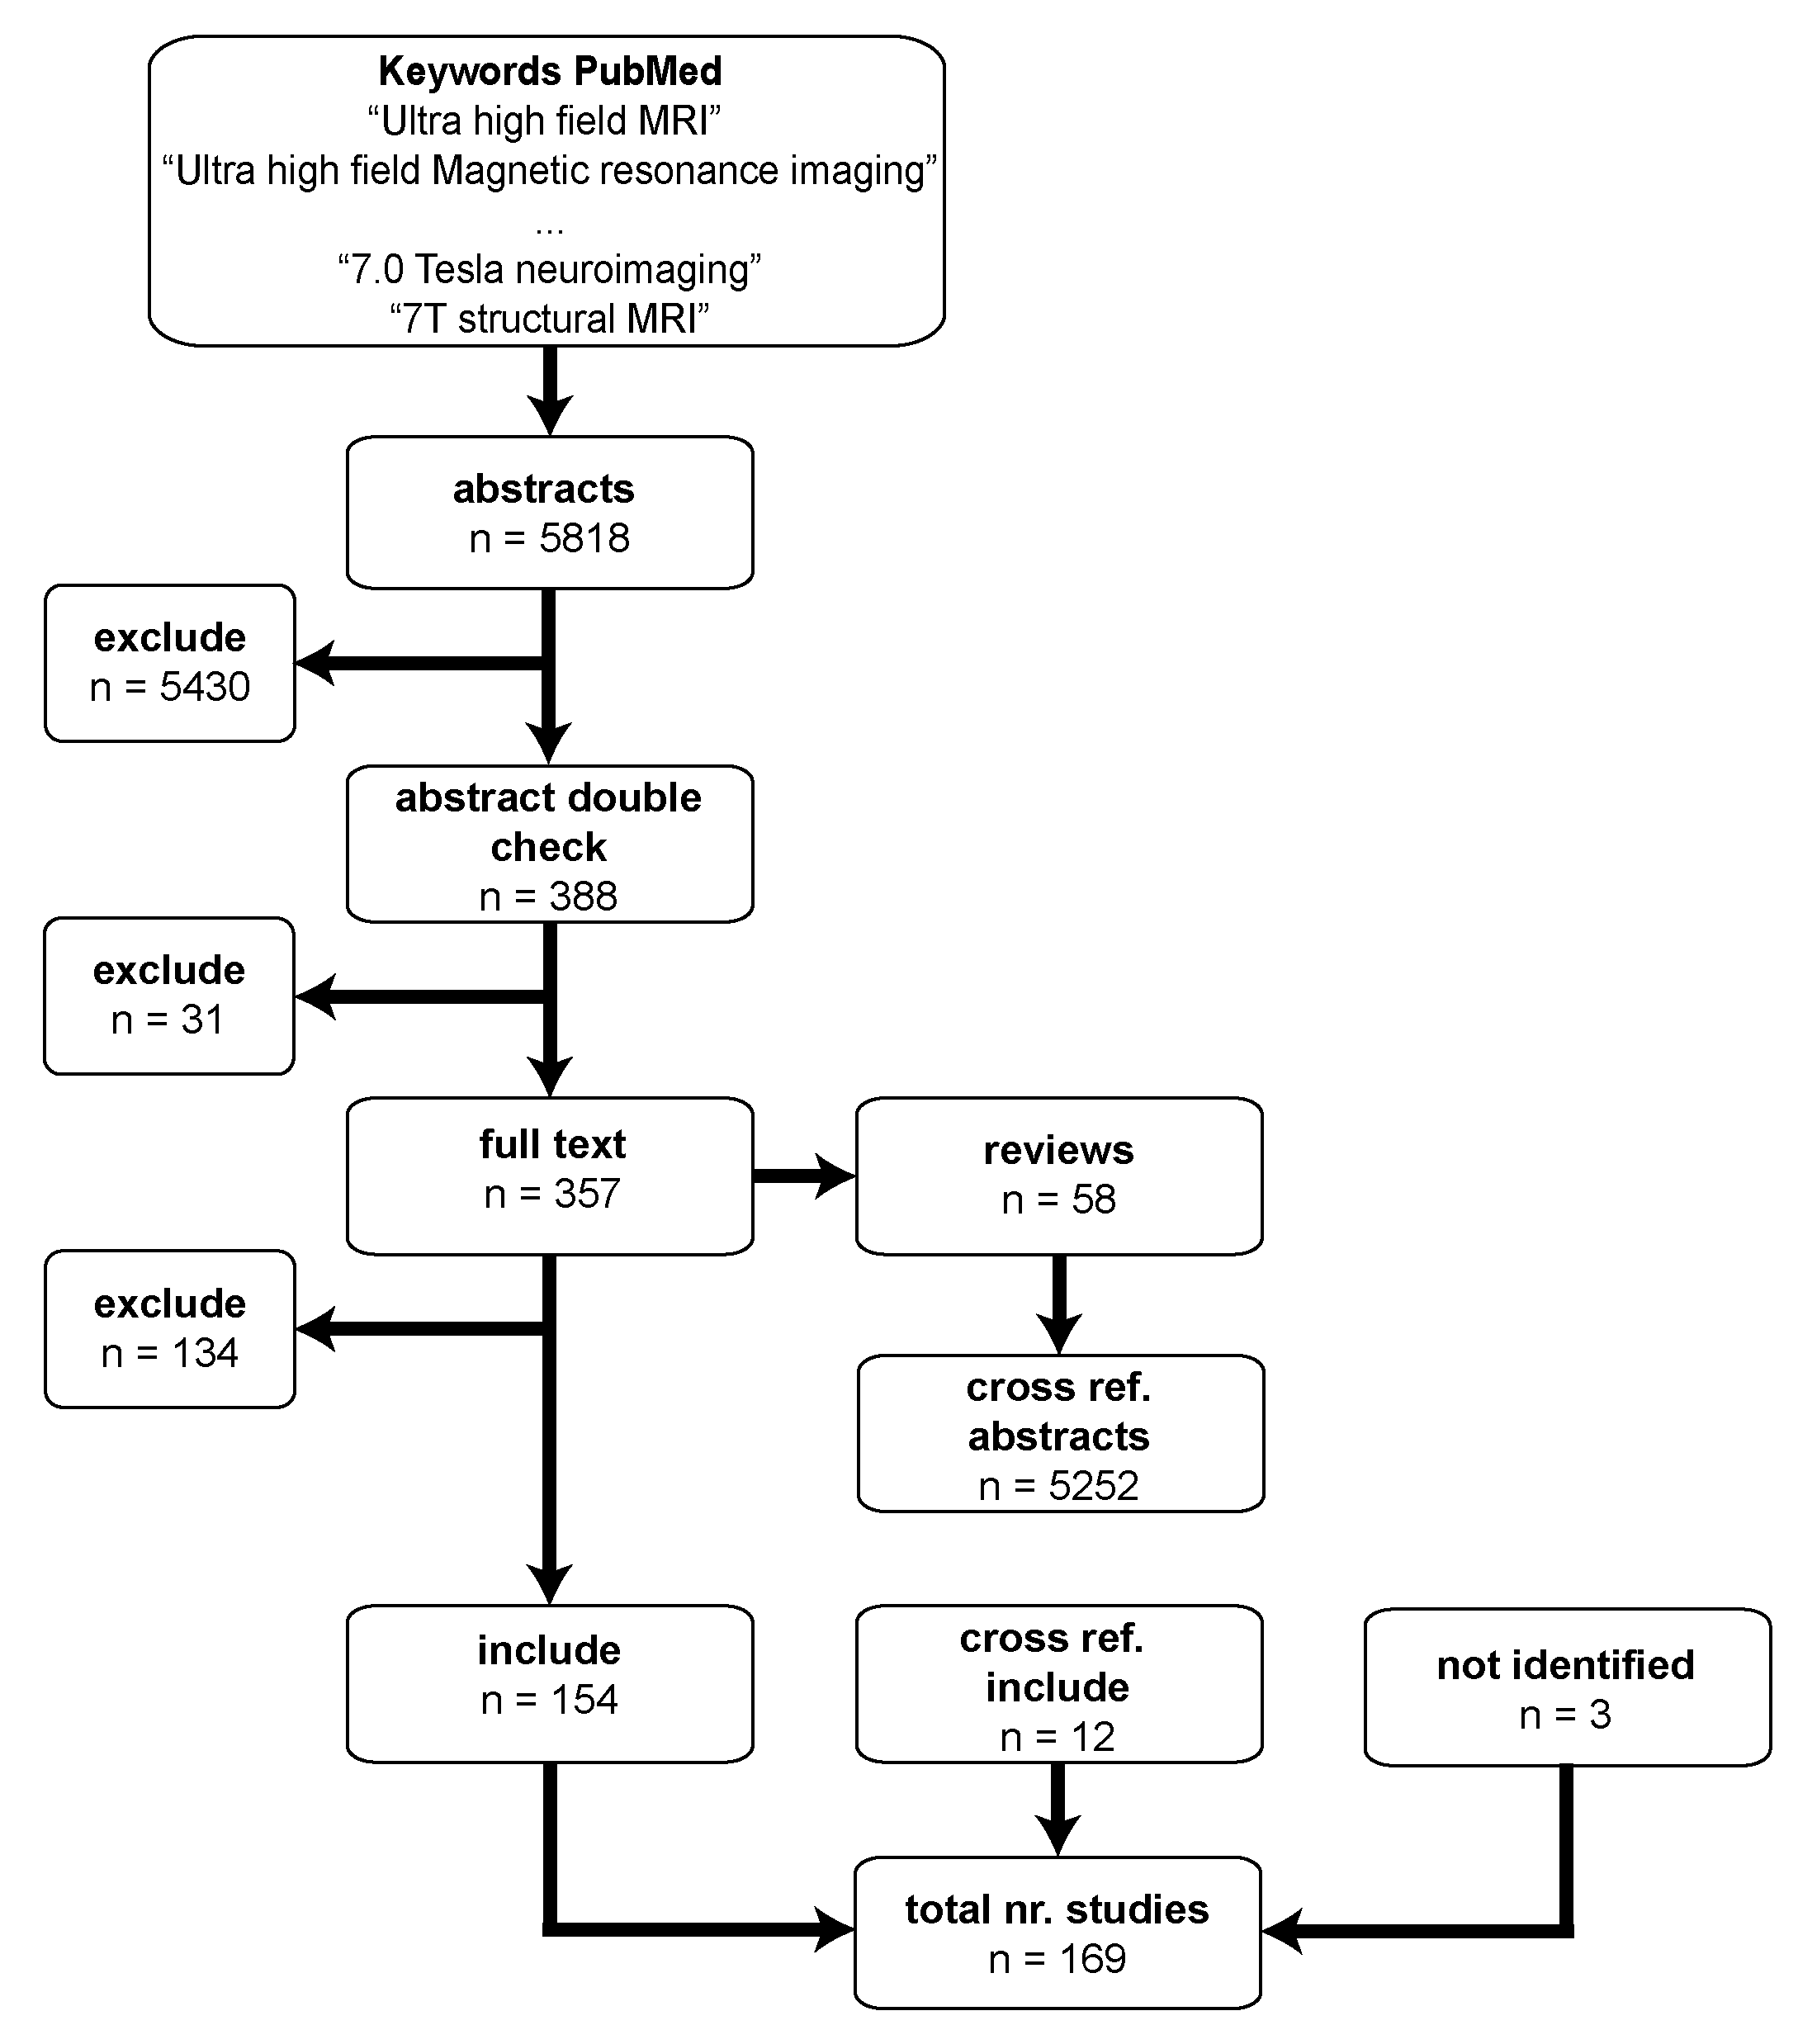 Keywords PubMed
“Ultra high field MRI”
“Ultra high field Magnetic resonance imaging”
...
“7.0 Tesla neuroimaging”
“7T structural MRI”
abstracts
n = 5818
exclude
n = 5430
abstract double
check
n = 388
exclude
n = 31
full text
n = 357
reviews
n = 58
exclude
n = 134
cross ref.
abstracts
n = 5252
include
n = 154
cross ref.
include
n = 12
not identified
n = 3
total nr. studies
n = 169